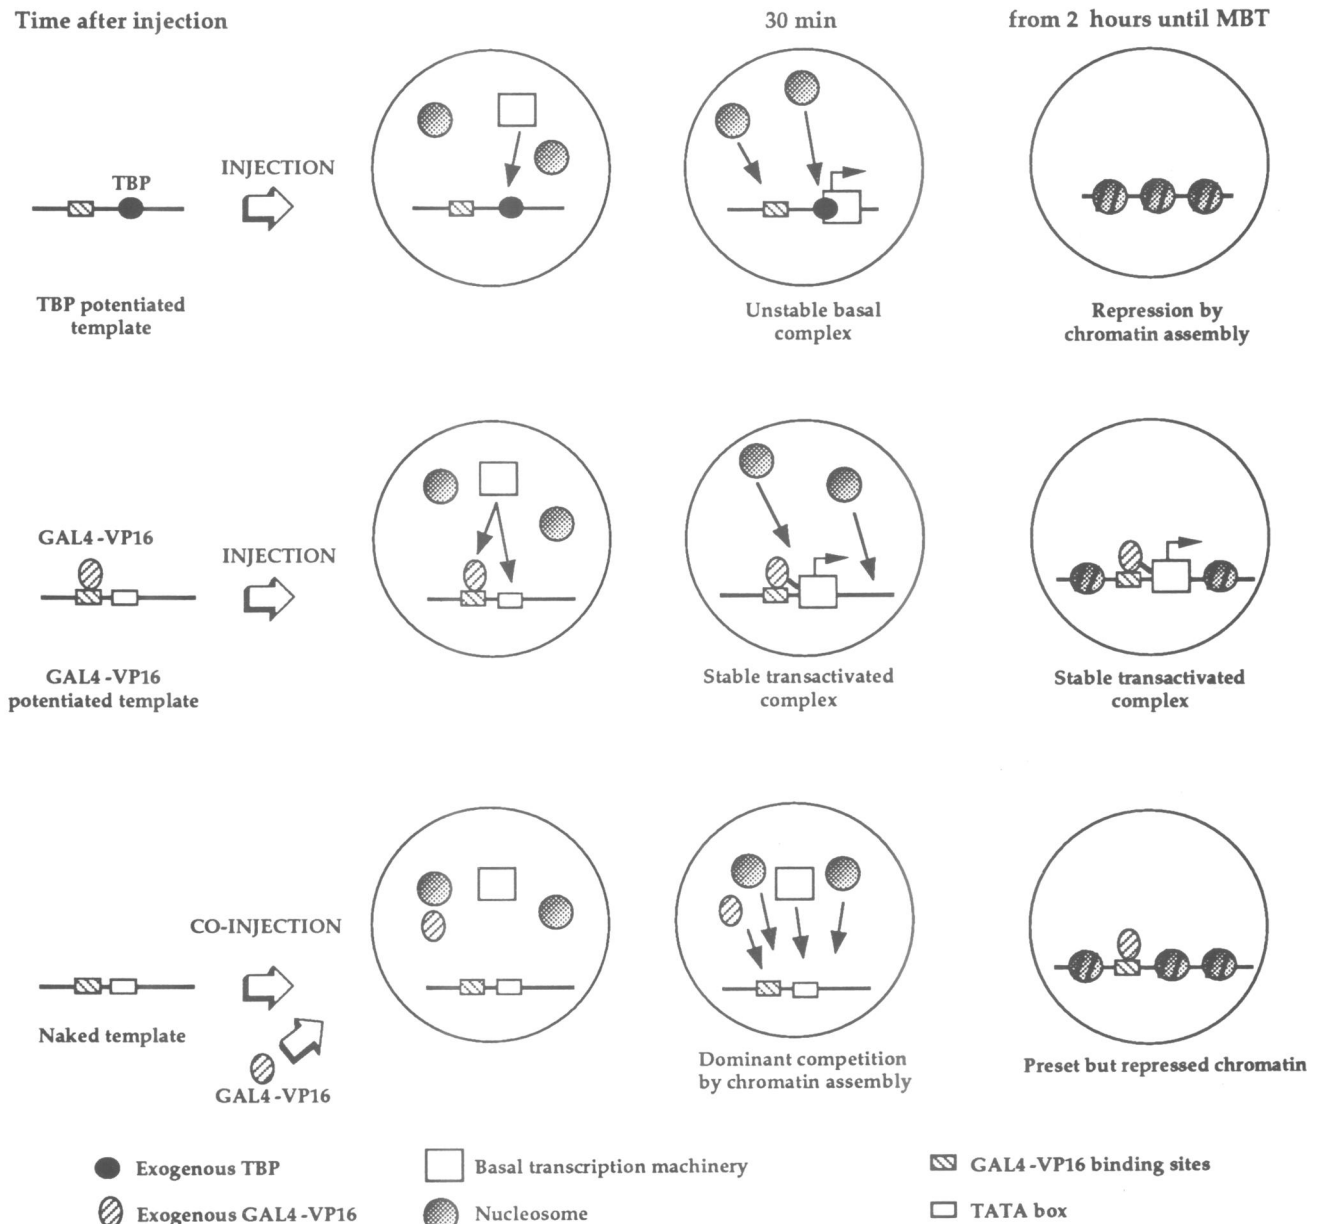 Time after injection
30 min
from 2 hours until MBT
TBP
INJECTION
TBP potentiated
template
Unstable basal
complex
Repression by
chromatin assembly
GAL4-VP16
INJECTION
GAL4-VP16
potentiated template
Stable transactivated
complex
Stable transactivated
complex
CO-INJECTION
Naked template
GAL4-VP16
Dominant competition
by chromatin assembly
Preset but repressed chromatin
Exogenous TBP
Basal transcription machinery
GAL4-VP16 binding sites
Exogenous GAL4-VP16
Nucleosome
TATA box